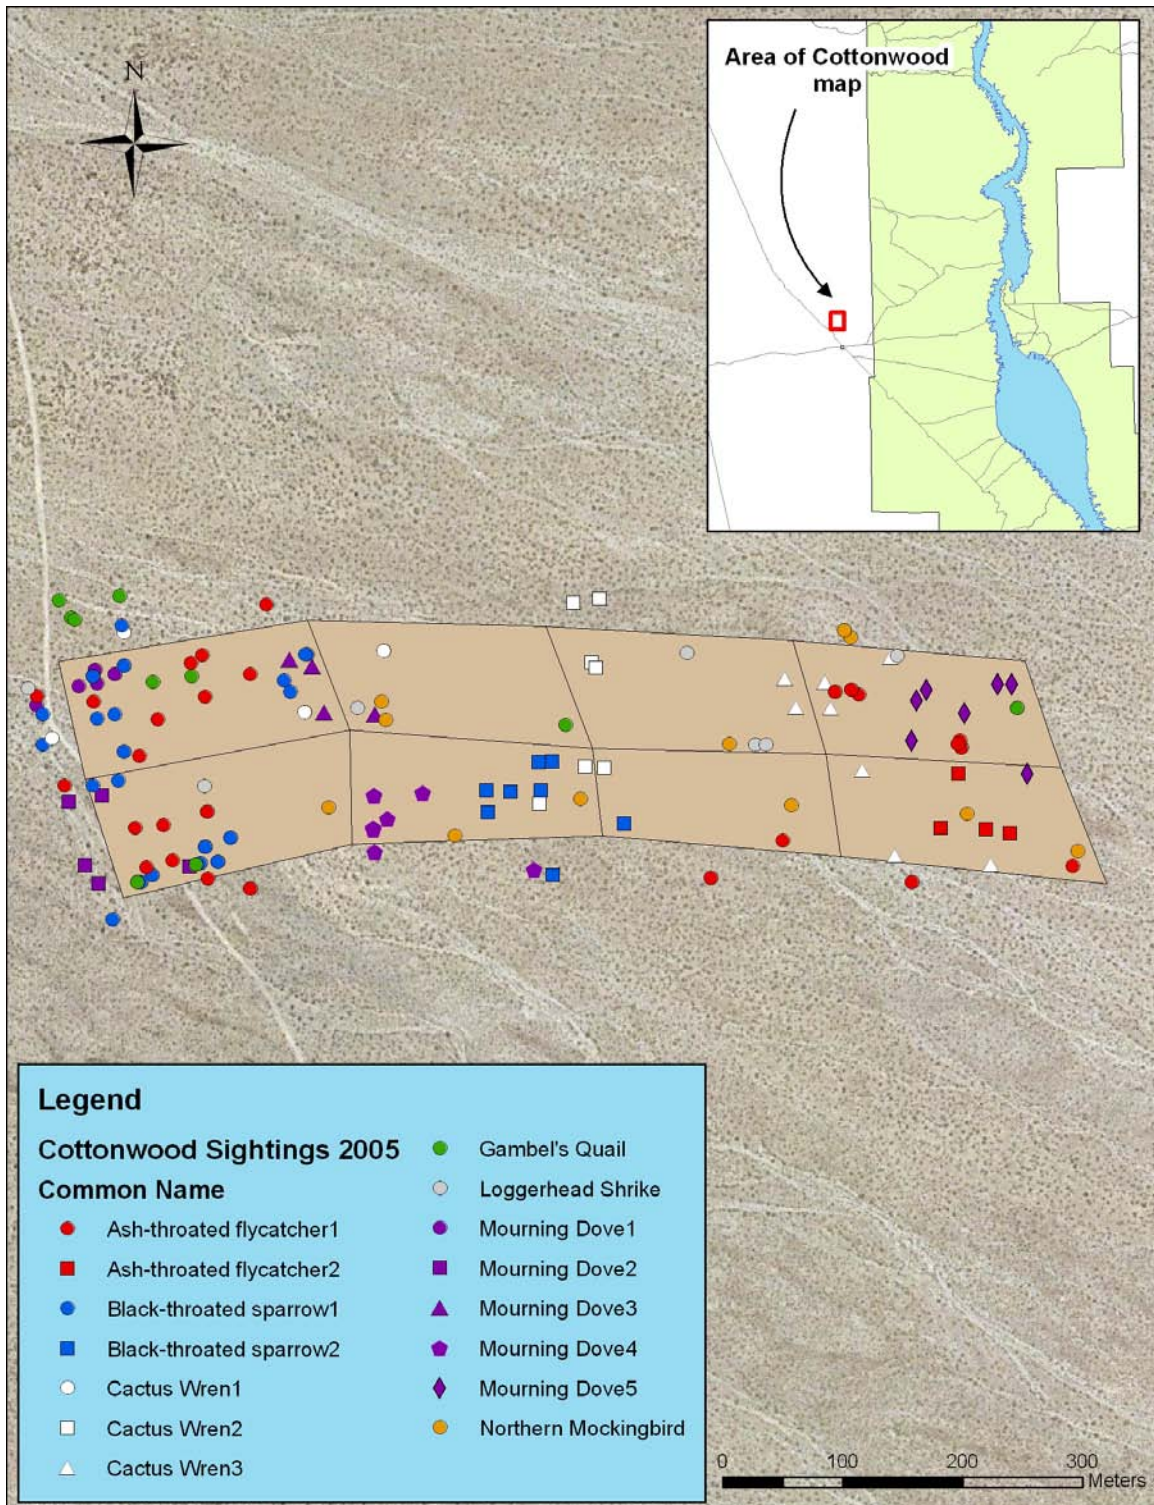 N
Area of Cottonwood
map
Legend
Cottonwood Sightings 2005
Common Name
Ash-throated flycatcher1
Ash-throated flycatcher2
Black-throated sparrow1
Black-throated sparrow2
Cactus Wren1
Cactus Wren2
Cactus Wren3
Gambel's Quail
Loggerhead Shrike
Mourning Dove1
Mourning Dove2
Mourning Dove3
Mourning Dove4
Mourning Dove5
Northern Mockingbird
0 100 200 300
Meters